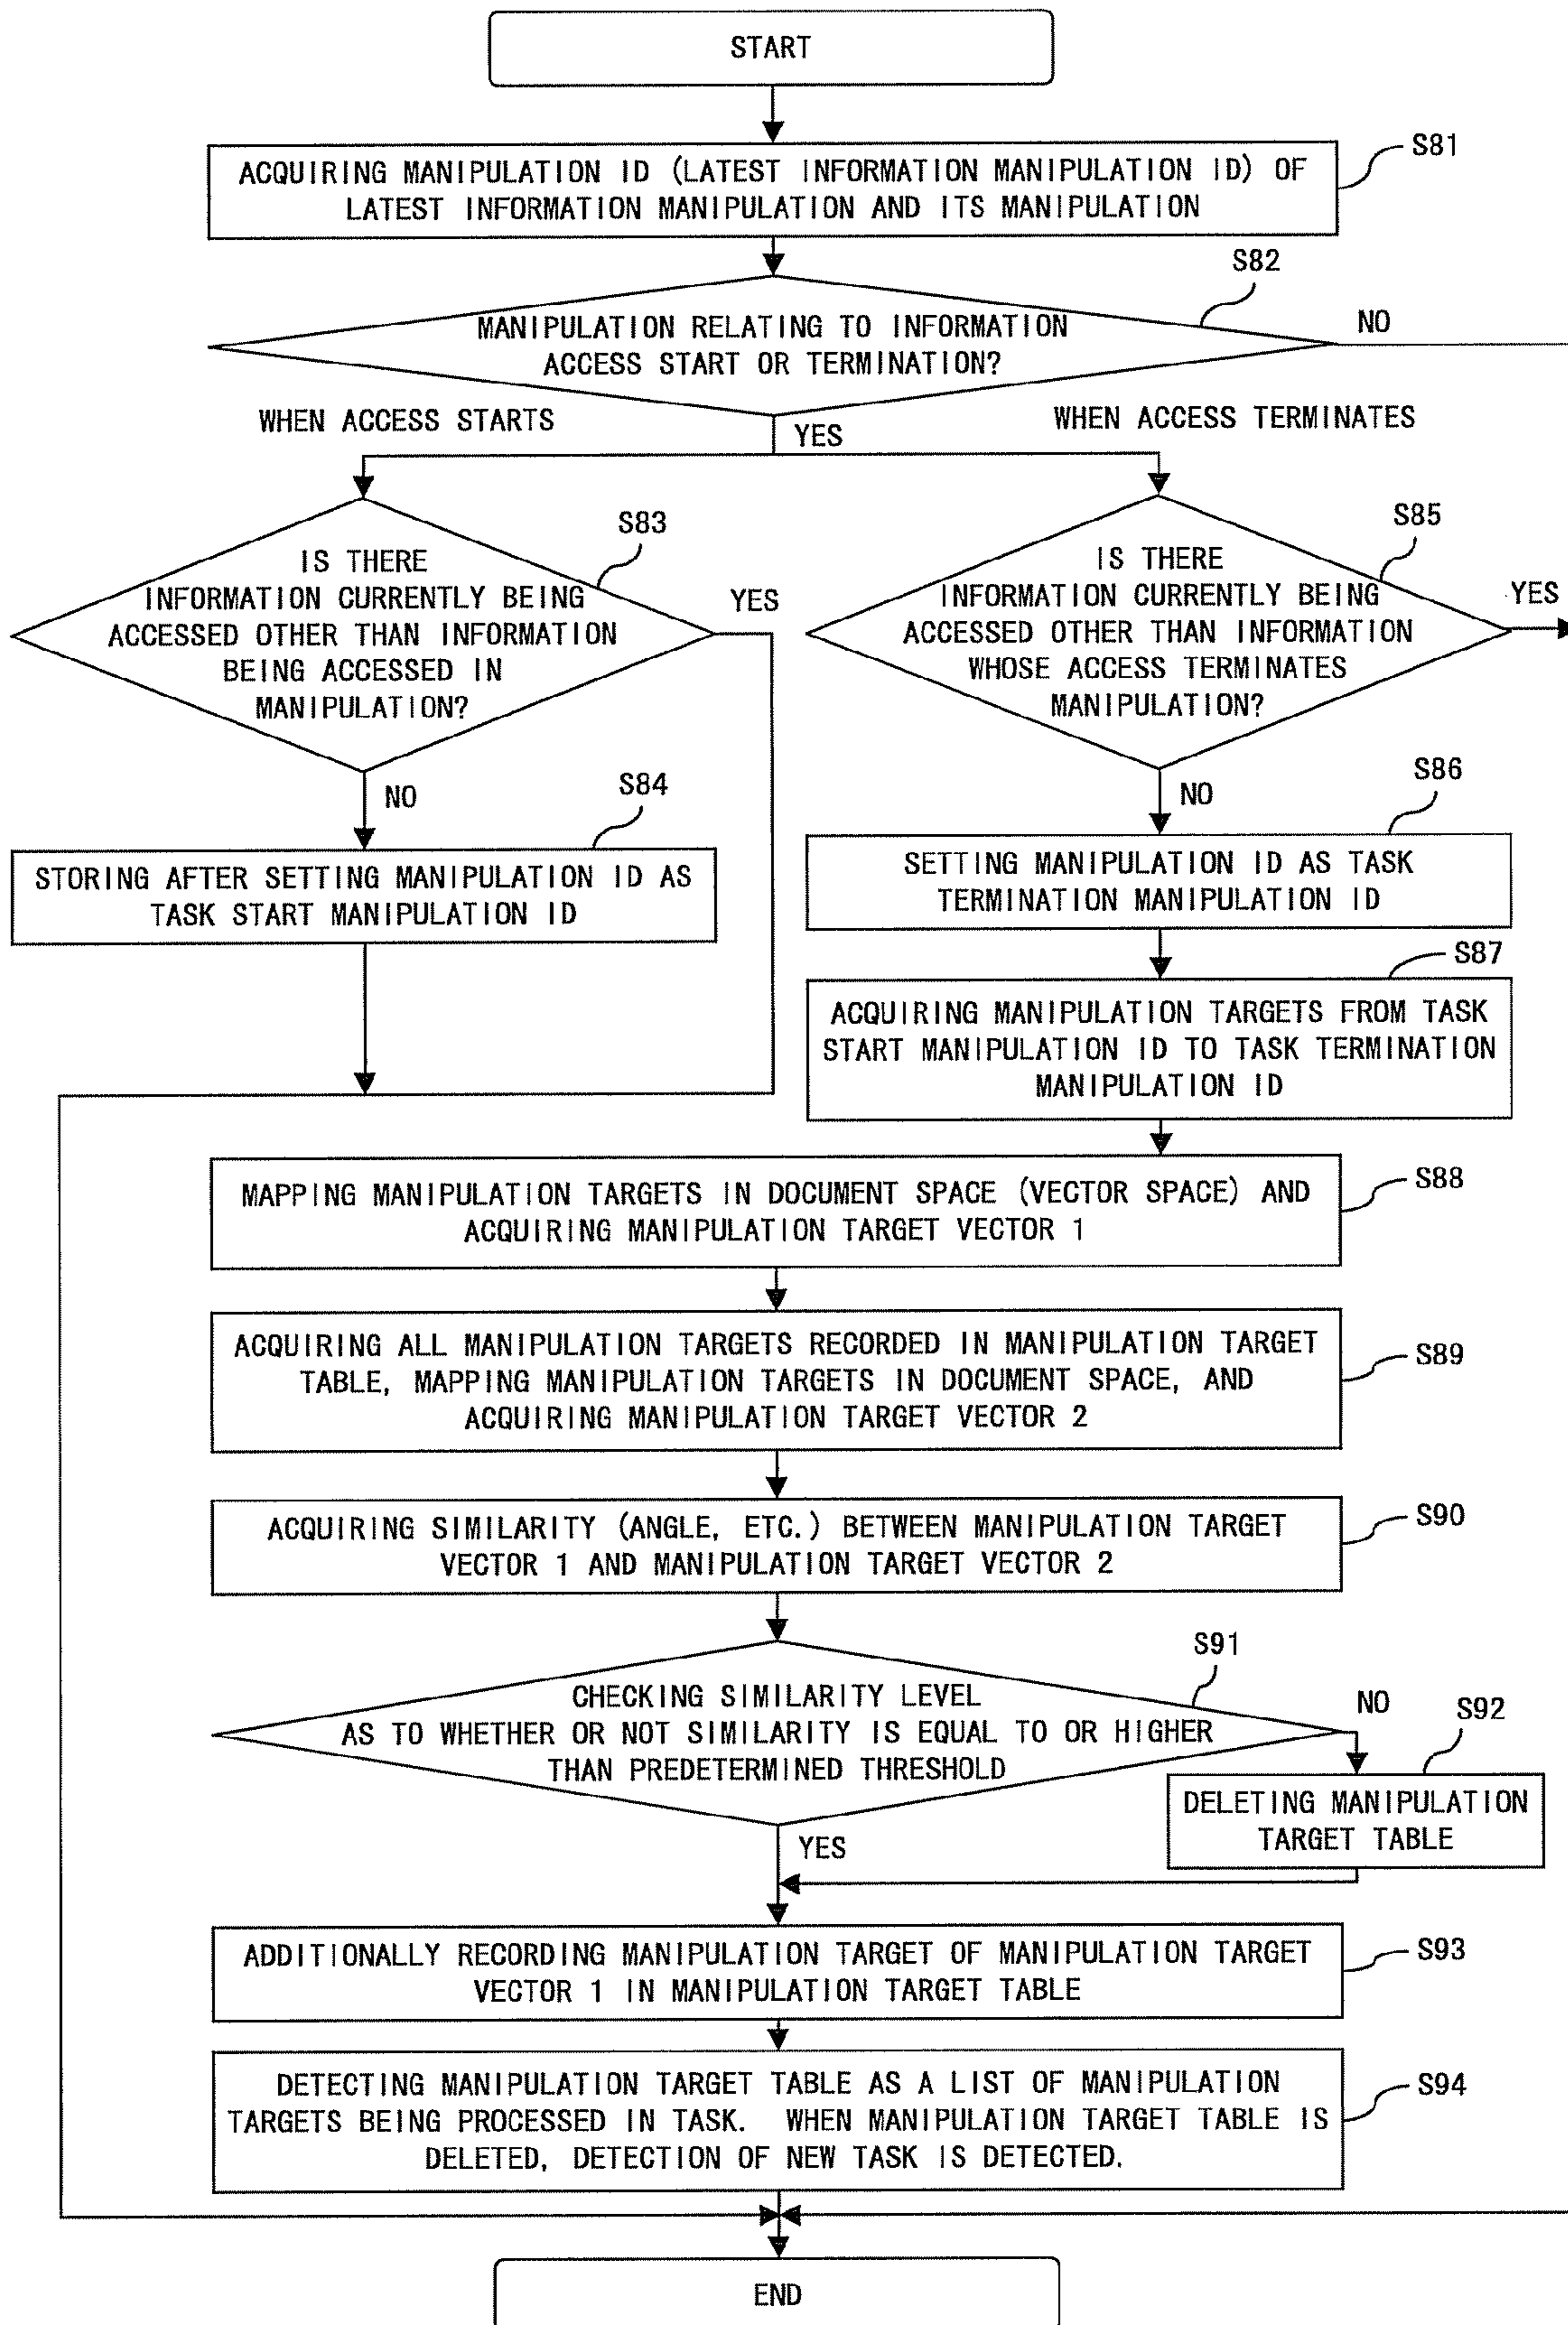 START
S81
ACQUIRING MANIPULATION ID (LATEST INFORMATION MANIPULATION ID) OF
LATEST INFORMATION MANIPULATION AND ITS MANIPULATION
S82
MANIPULATION RELATING TO INFORMATION
ACCESS START OR TERMINATION?
NO
WHEN ACCESS STARTS
YES
WHEN ACCESS TERMINATES
S83
IS THERE
INFORMATION CURRENTLY BEING
ACCESSED OTHER THAN INFORMATION
BEING ACCESSED IN
MANIPULATION?
YES
NO
S85
IS THERE
INFORMATION CURRENTLY BEING
ACCESSED OTHER THAN INFORMATION
WHOSE ACCESS TERMINATES
MANIPULATION?
YES
NO
S84
STORING AFTER SETTING MANIPULATION ID AS
TASK START MANIPULATION ID
S86
SETTING MANIPULATION ID AS TASK
TERMINATION MANIPULATION ID
S87
ACQUIRING MANIPULATION TARGETS FROM TASK
START MANIPULATION ID TO TASK TERMINATION
MANIPULATION ID
S88
MAPPING MANIPULATION TARGETS IN DOCUMENT SPACE (VECTOR SPACE) AND
ACQUIRING MANIPULATION TARGET VECTOR 1
S89
ACQUIRING ALL MANIPULATION TARGETS RECORDED IN MANIPULATION TARGET
TABLE, MAPPING MANIPULATION TARGETS IN DOCUMENT SPACE, AND
ACQUIRING MANIPULATION TARGET VECTOR 2
S90
ACQUIRING SIMILARITY (ANGLE, ETC.) BETWEEN MANIPULATION TARGET
VECTOR 1 AND MANIPULATION TARGET VECTOR 2
S91
CHECKING SIMILARITY LEVEL
AS TO WHETHER OR NOT SIMILARITY IS EQUAL TO OR HIGHER
THAN PREDETERMINED THRESHOLD
NO
S92
DELETING MANIPULATION
TARGET TABLE
YES
S93
ADDITIONALLY RECORDING MANIPULATION TARGET OF MANIPULATION TARGET
VECTOR 1 IN MANIPULATION TARGET TABLE
S94
DETECTING MANIPULATION TARGET TABLE AS A LIST OF MANIPULATION
TARGETS BEING PROCESSED IN TASK. WHEN MANIPULATION TARGET TABLE IS
DELETED, DETECTION OF NEW TASK IS DETECTED.
END